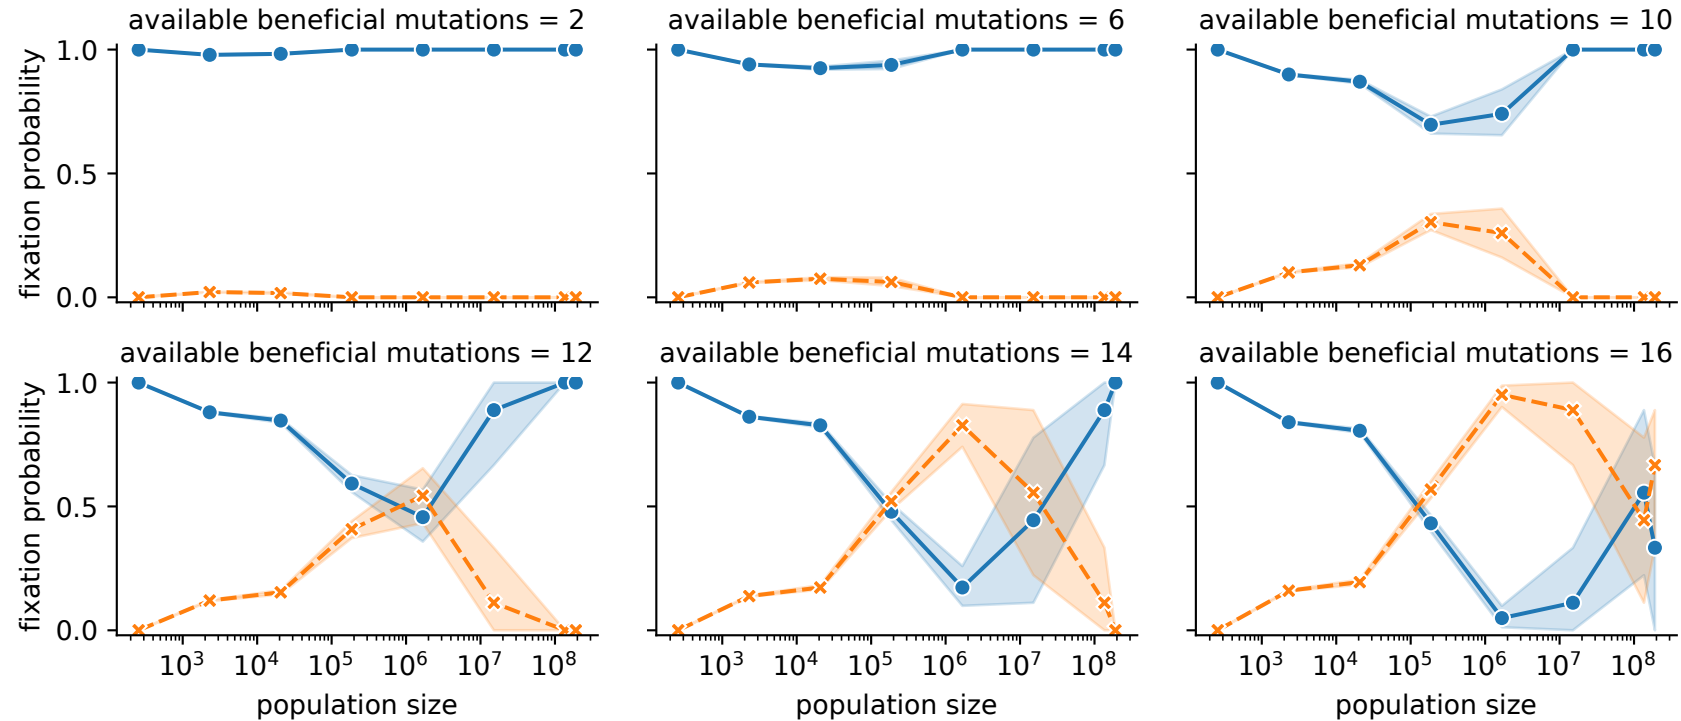 available beneficial mutations = 2
available beneficial mutations = 6
available beneficial mutations = 10
fixation probability
1.0
0.5
0.0
available beneficial mutations = 12
available beneficial mutations = 14
available beneficial mutations = 16
fixation probability
1.0
0.5
0.0
10³ 10⁴ 10⁵ 10⁶ 10⁷ 10⁸
10³ 10⁴ 10⁵ 10⁶ 10⁷ 10⁸
10³ 10⁴ 10⁵ 10⁶ 10⁷ 10⁸
population size
population size
population size